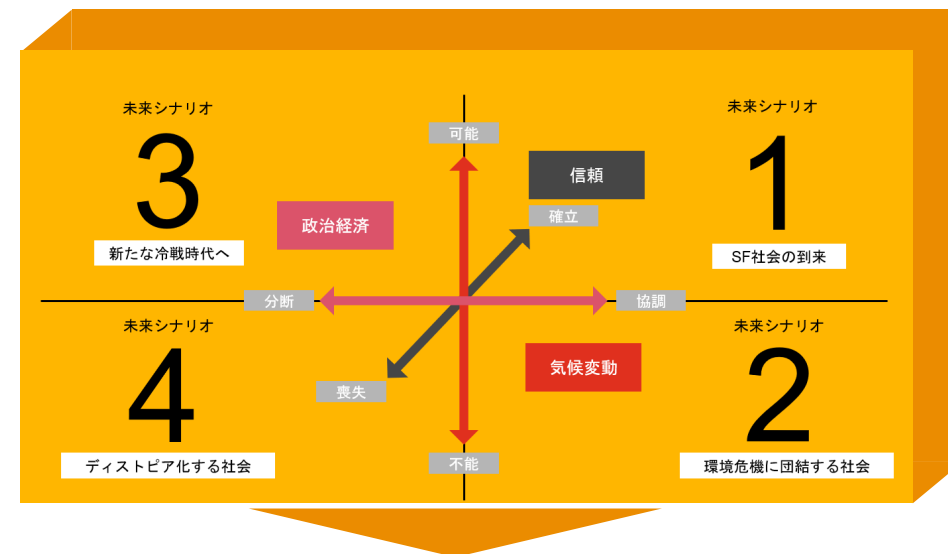 未来シナリオ
3
新たな冷戦時代へ
可能
信頼
確立
政治経済
未来シナリオ
1
SF社会の到来
分断
協調
未来シナリオ
4
ディストピア化する社会
喪失
気候変動
不能
未来シナリオ
2
環境危機に団結する社会